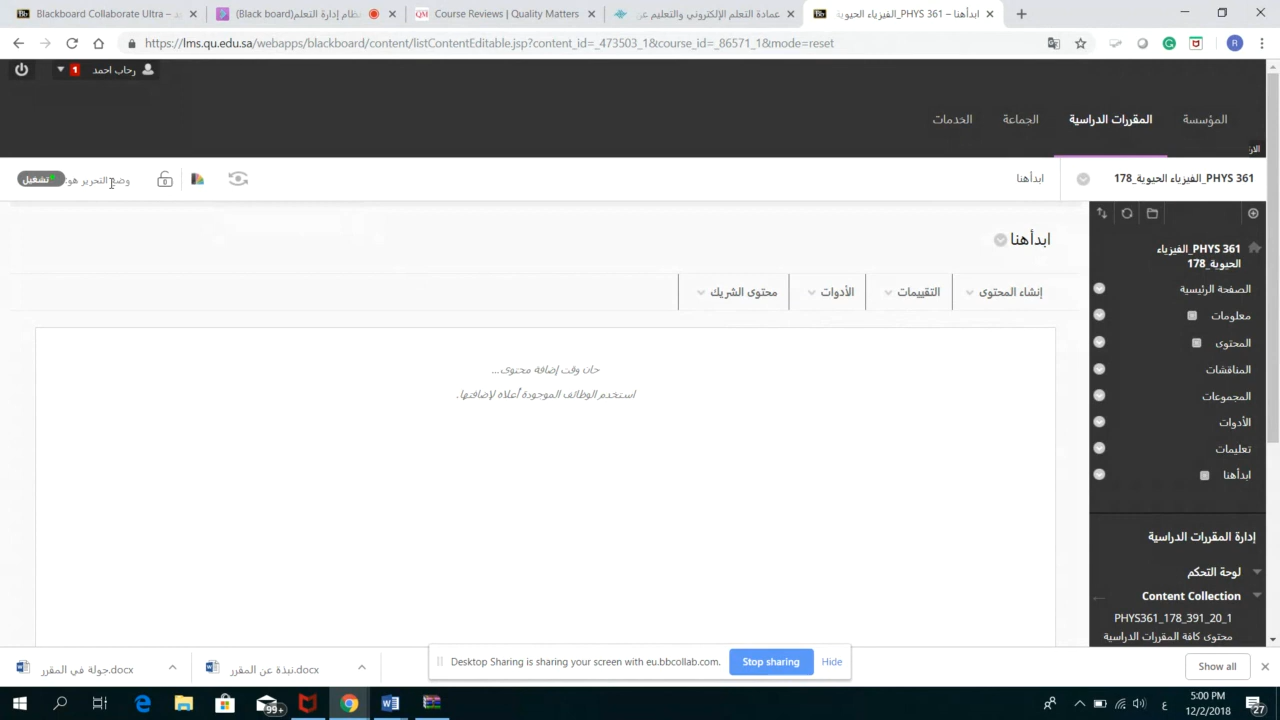 Blackboard Collaborate Ultra –
نظام إدارة التعلم(Black board)
Course Reviews | Quality Matters
عمادة التعلم الإلكتروني والتعليم عن
ابدأهنا – PHYS 361_الفيزياء الحيوية
https://lms.qu.edu.sa/webapps/blackboard/content/listContentEditable.jsp?content_id=_473503_1&course_id=_86571_1&mode=reset
R
رحاب احمد
1
المؤسسة
المقررات الدراسية
الجماعة
الخدمات
PHYS 361_الفيزياء الحيوية_178
ابدأهنا
وضع التحرير هو:
تشغيل
ابدأهنا
إنشاء المحتوى
التقييمات
الأدوات
محتوى الشريك
حان وقت إضافة محتوى...
استخدم الوظائف الموجودة أعلاه لإضافتها.
PHYS 361_الفيزياء
الحيوية_178
الصفحة الرئيسية
معلومات
المحتوى
المناقشات
المجموعات
الأدوات
تعليمات
ابدأهنا
إدارة المقررات الدراسية
لوحة التحكم
Content Collection
PHYS361_178_391_20_1
محتوى كافة المقررات الدراسية
Desktop Sharing is sharing your screen with eu.bbcollab.com.
Stop sharing
Hide
جولة في المقرر.docx
نبذة عن المقرر.docx
Show all
99+
ع
5:00 PM
12/2/2018
27